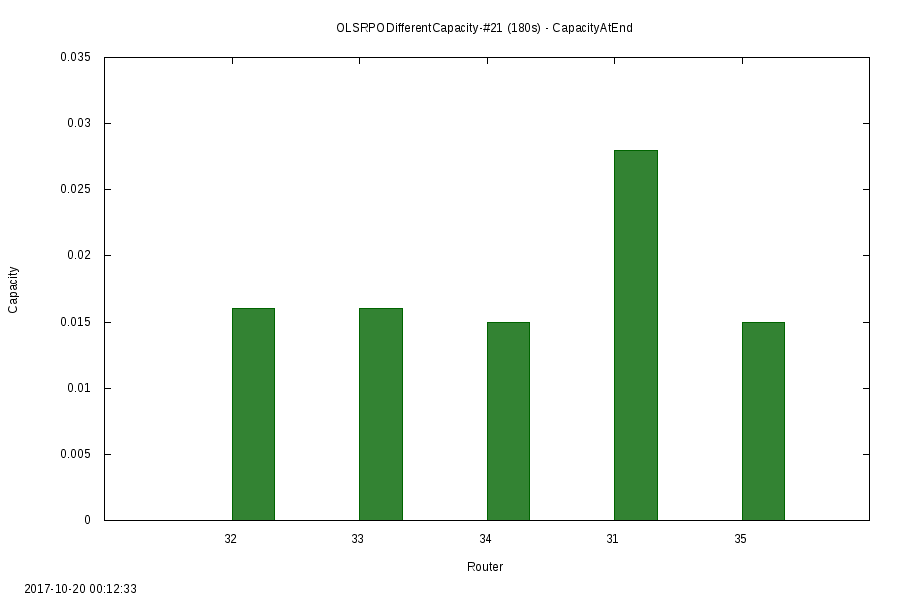 OLSRPODifferentCapacity-#21 (180s) - CapacityAtEnd
0.035
0.03
0.025
0.02
0.015
0.01
0.005
0
Capacity
32 33 34 31 35
Router
2017-10-20 00:12:33